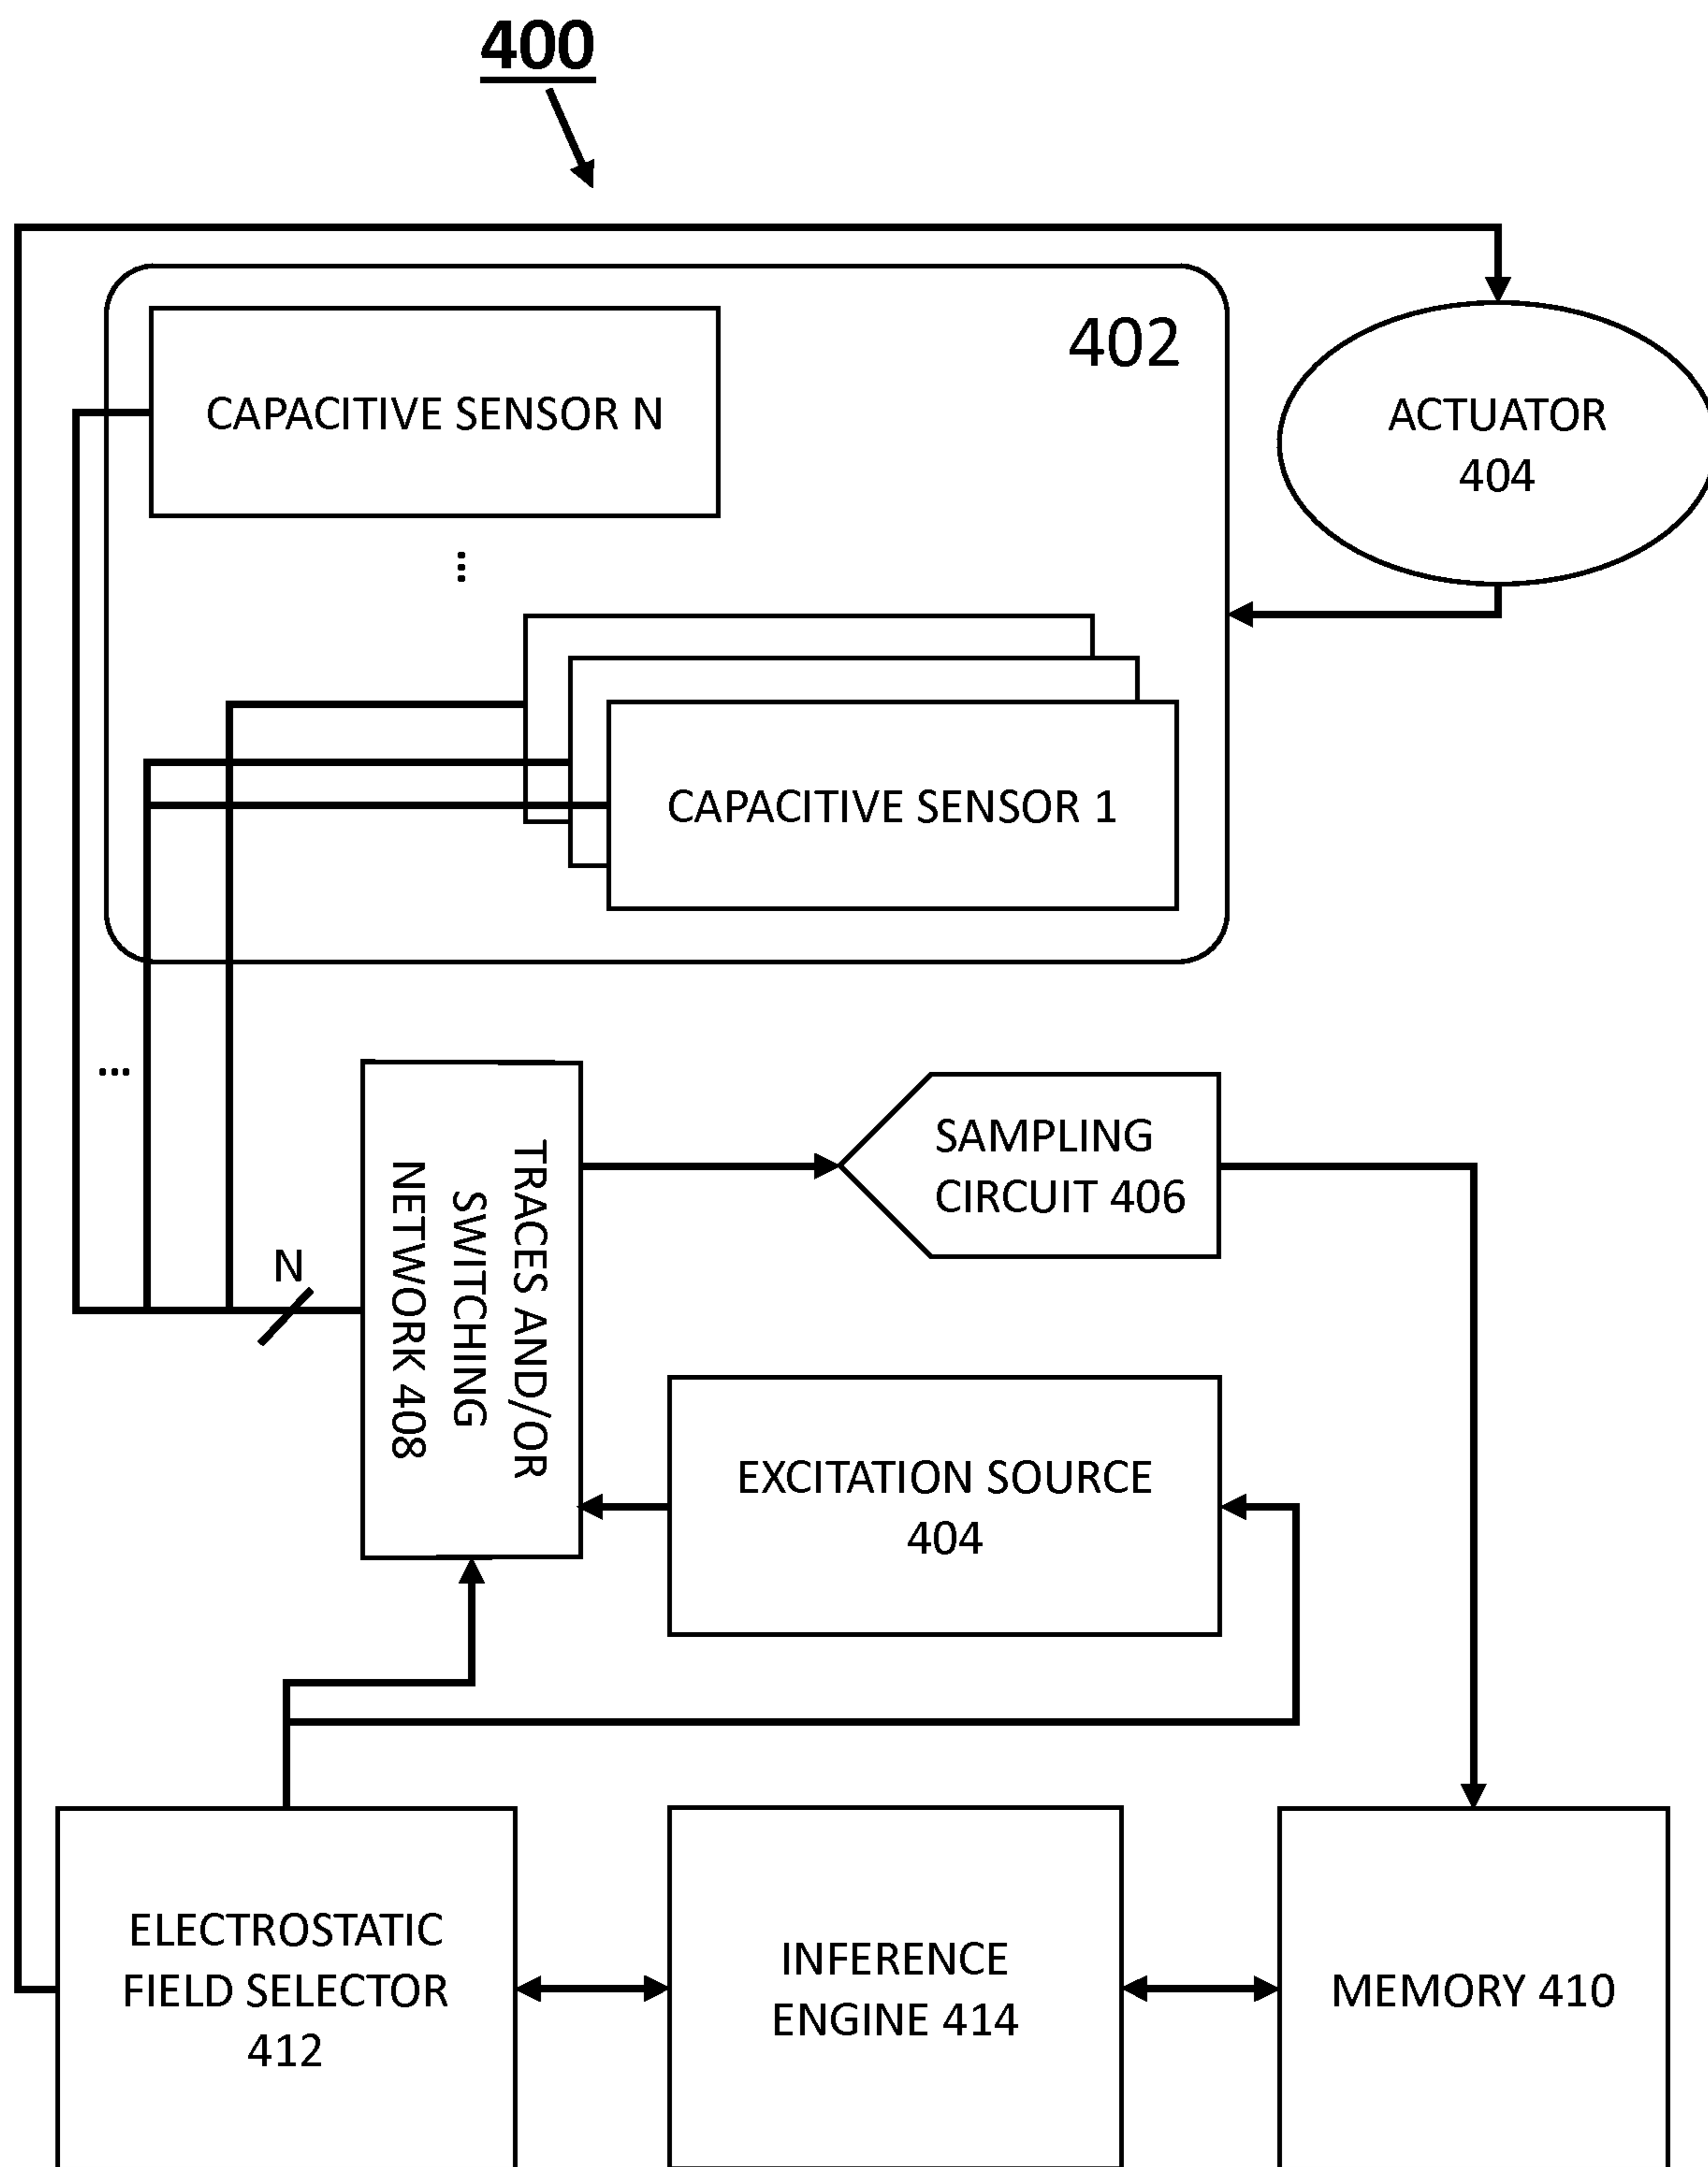 400
402
CAPACITIVE SENSOR N
ACTUATOR
404
CAPACITIVE SENSOR 1
TRACES AND/OR
SWITCHING
NETWORK 408
SAMPLING
CIRCUIT 406
N
EXCITATION SOURCE
404
ELECTROSTATIC
FIELD SELECTOR
412
INFERENCE
ENGINE 414
MEMORY 410